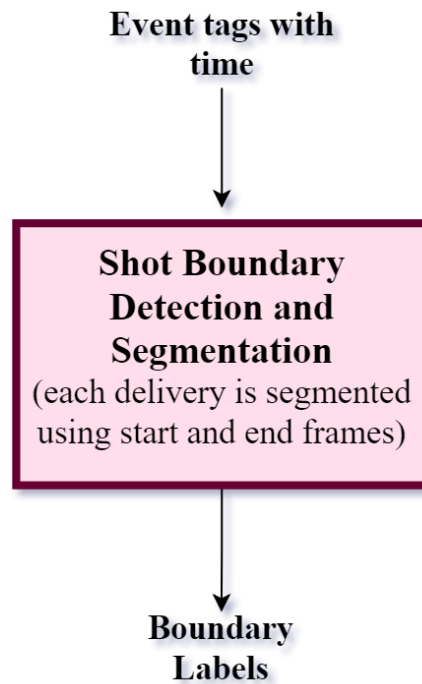 Event tags with
time
Shot Boundary
Detection and
Segmentation
(each delivery is segmented
using start and end frames)
Boundary
Labels